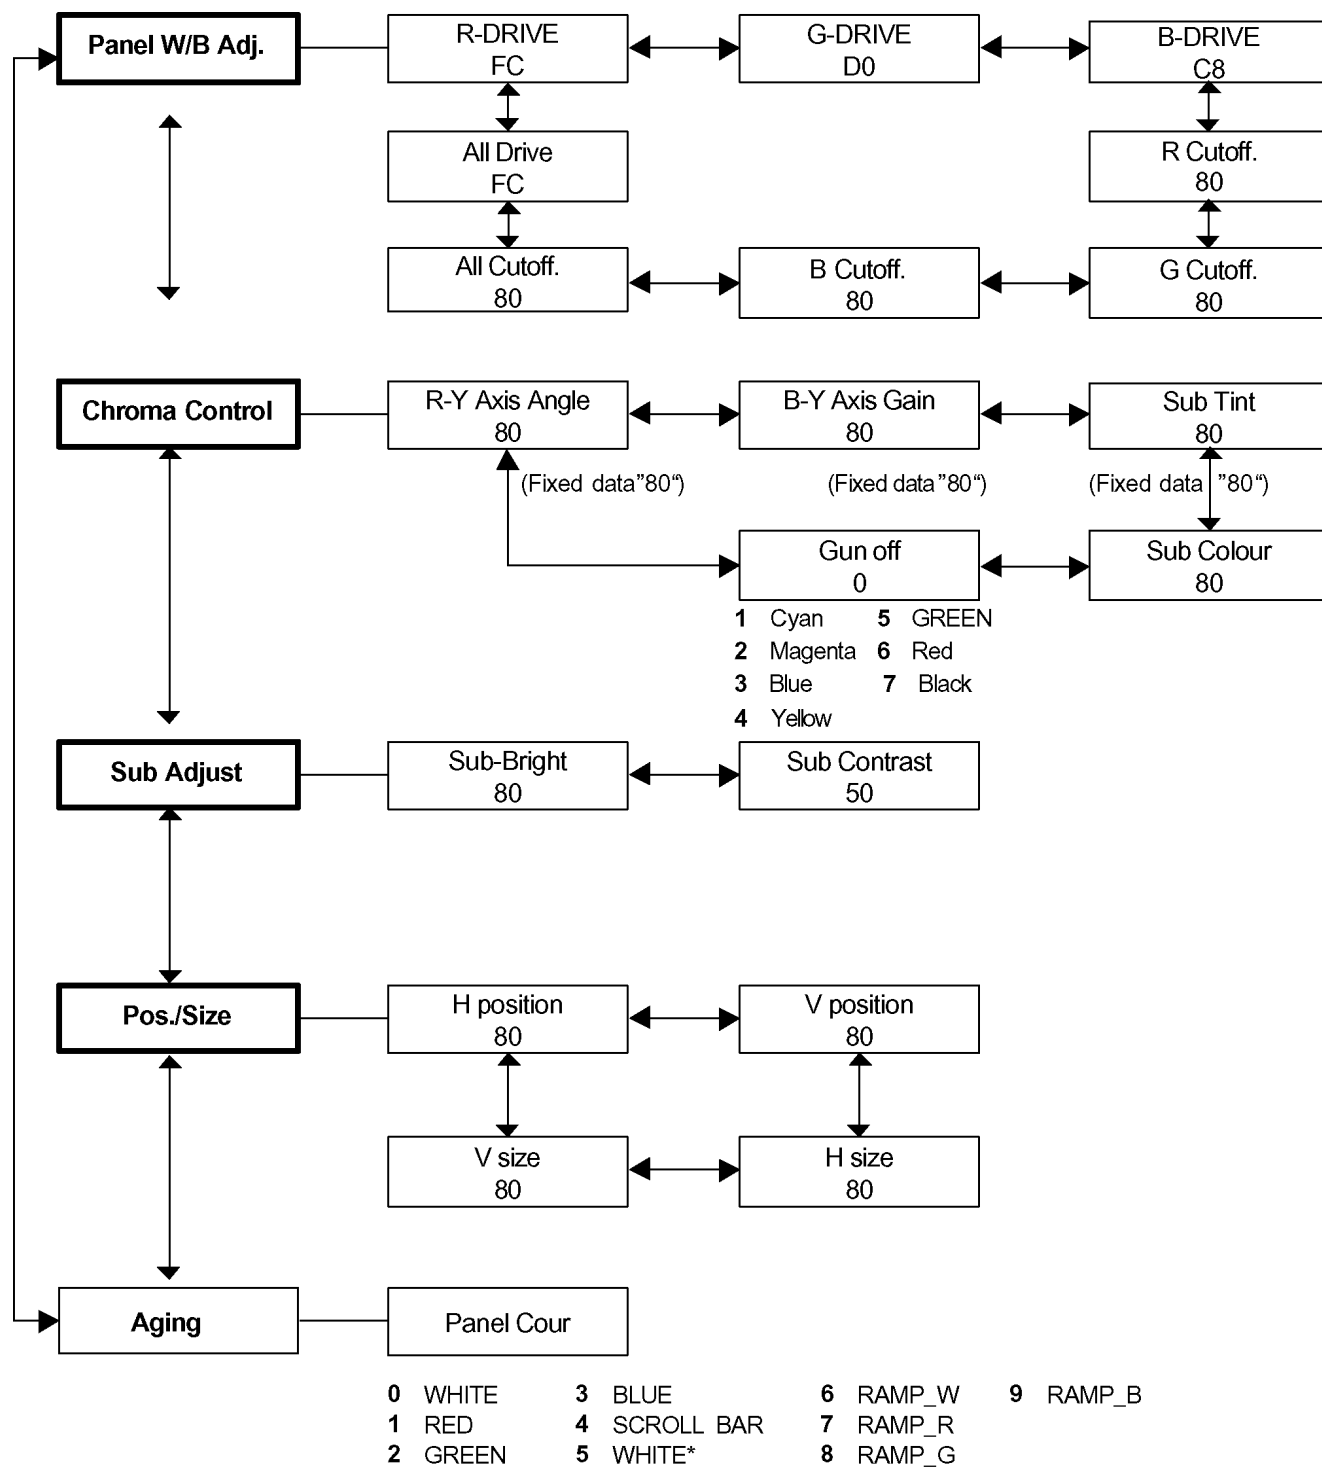 Panel W/B Adj.
R-DRIVE
FC
G-DRIVE
D0
B-DRIVE
C8
All Drive
FC
R Cutoff.
80
All Cutoff.
80
B Cutoff.
80
G Cutoff.
80
Chroma Control
R-Y Axis Angle
80
B-Y Axis Gain
80
Sub Tint
80
(Fixed data"80“)
(Fixed data"80“)
(Fixed data "80“)
Gun off
0
Sub Colour
80
1 Cyan 5 GREEN
2 Magenta 6 Red
3 Blue 7 Black
4 Yellow
Sub Adjust
Sub-Bright
80
Sub Contrast
50
Pos./Size
H position
80
V position
80
V size
80
H size
80
Aging
Panel Cour
0 WHITE 3 BLUE 6 RAMP_W 9 RAMP_B
1 RED 4 SCROLL BAR 7 RAMP_R
2 GREEN 5 WHITE* 8 RAMP_G